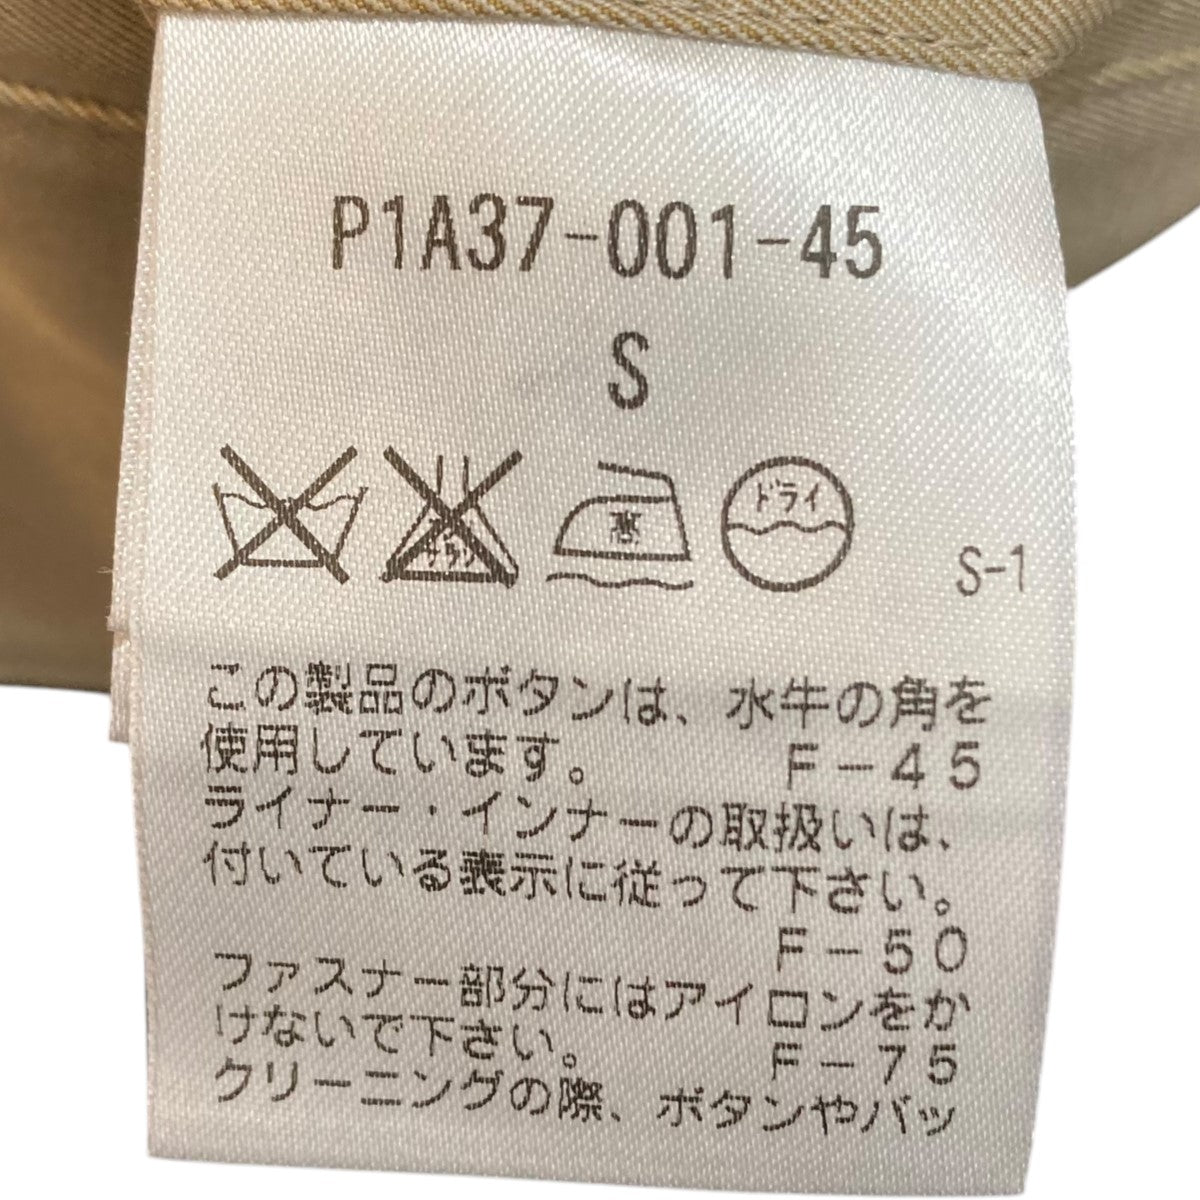 P1A37-001-45
S
サラシ
高
ドライ
S-1
この製品のボタンは、水牛の角を
使用しています。 F-45
ライナー・インナーの取扱いは、
付いている表示に従って下さい。
F-50
ファスナー部分にはアイロンをか
けないで下さい。 F-75
クリーニングの際、ボタンやバッ